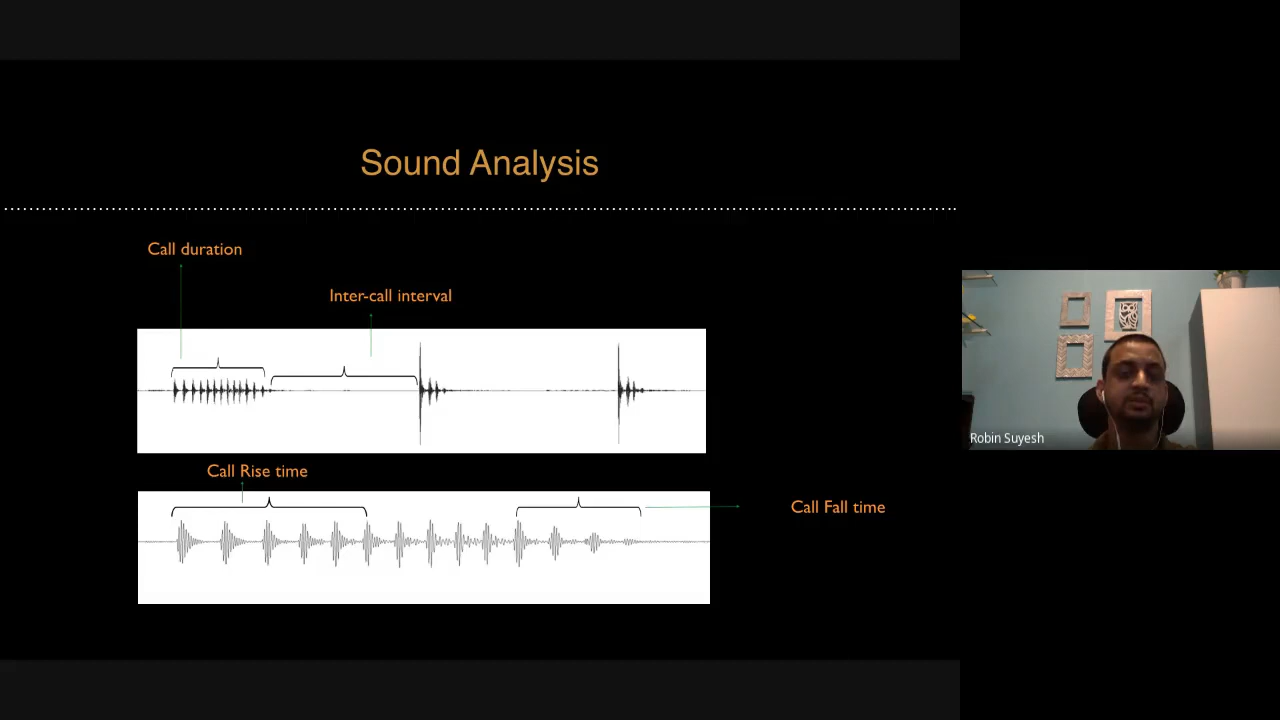 Sound Analysis
Call duration
Inter-call interval
Call Rise time
Call Fall time
Robin Suyesh